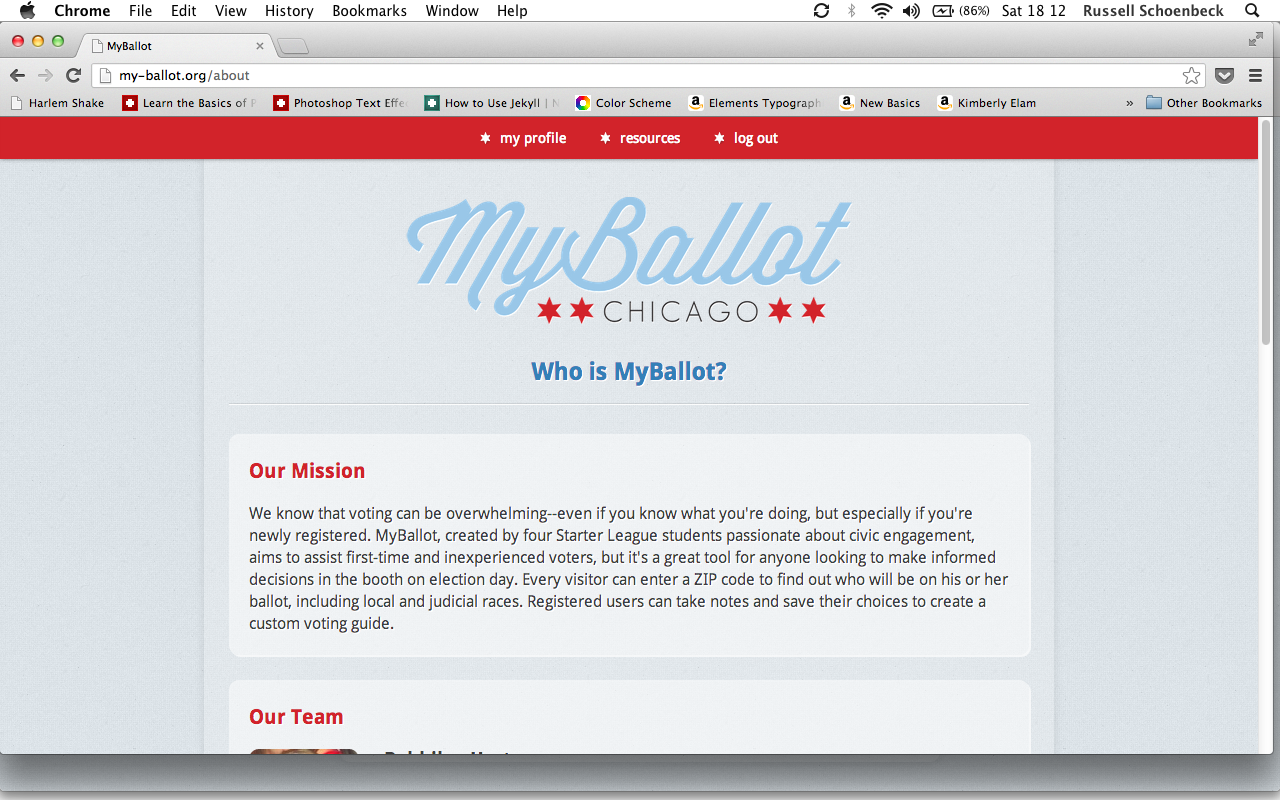 Chrome File Edit View History Bookmarks Window Help (86%) Sat 18 12 Russell Schoenbeck
MyBallot
my-ballot.org/about
Harlem Shake Learn the Basics of Photoshop Text Effe How to Use Jekyll | N Color Scheme Elements Typograph New Basics Kimberly Elam » Other Bookmarks
my profile resources log out
MyBallot
CHICAGO
Who is MyBallot?
Our Mission
We know that voting can be overwhelming--even if you know what you're doing, but especially if you're
newly registered. MyBallot, created by four Starter League students passionate about civic engagement,
aims to assist first-time and inexperienced voters, but it's a great tool for anyone looking to make informed
decisions in the booth on election day. Every visitor can enter a ZIP code to find out who will be on his or her
ballot, including local and judicial races. Registered users can take notes and save their choices to create a
custom voting guide.
Our Team